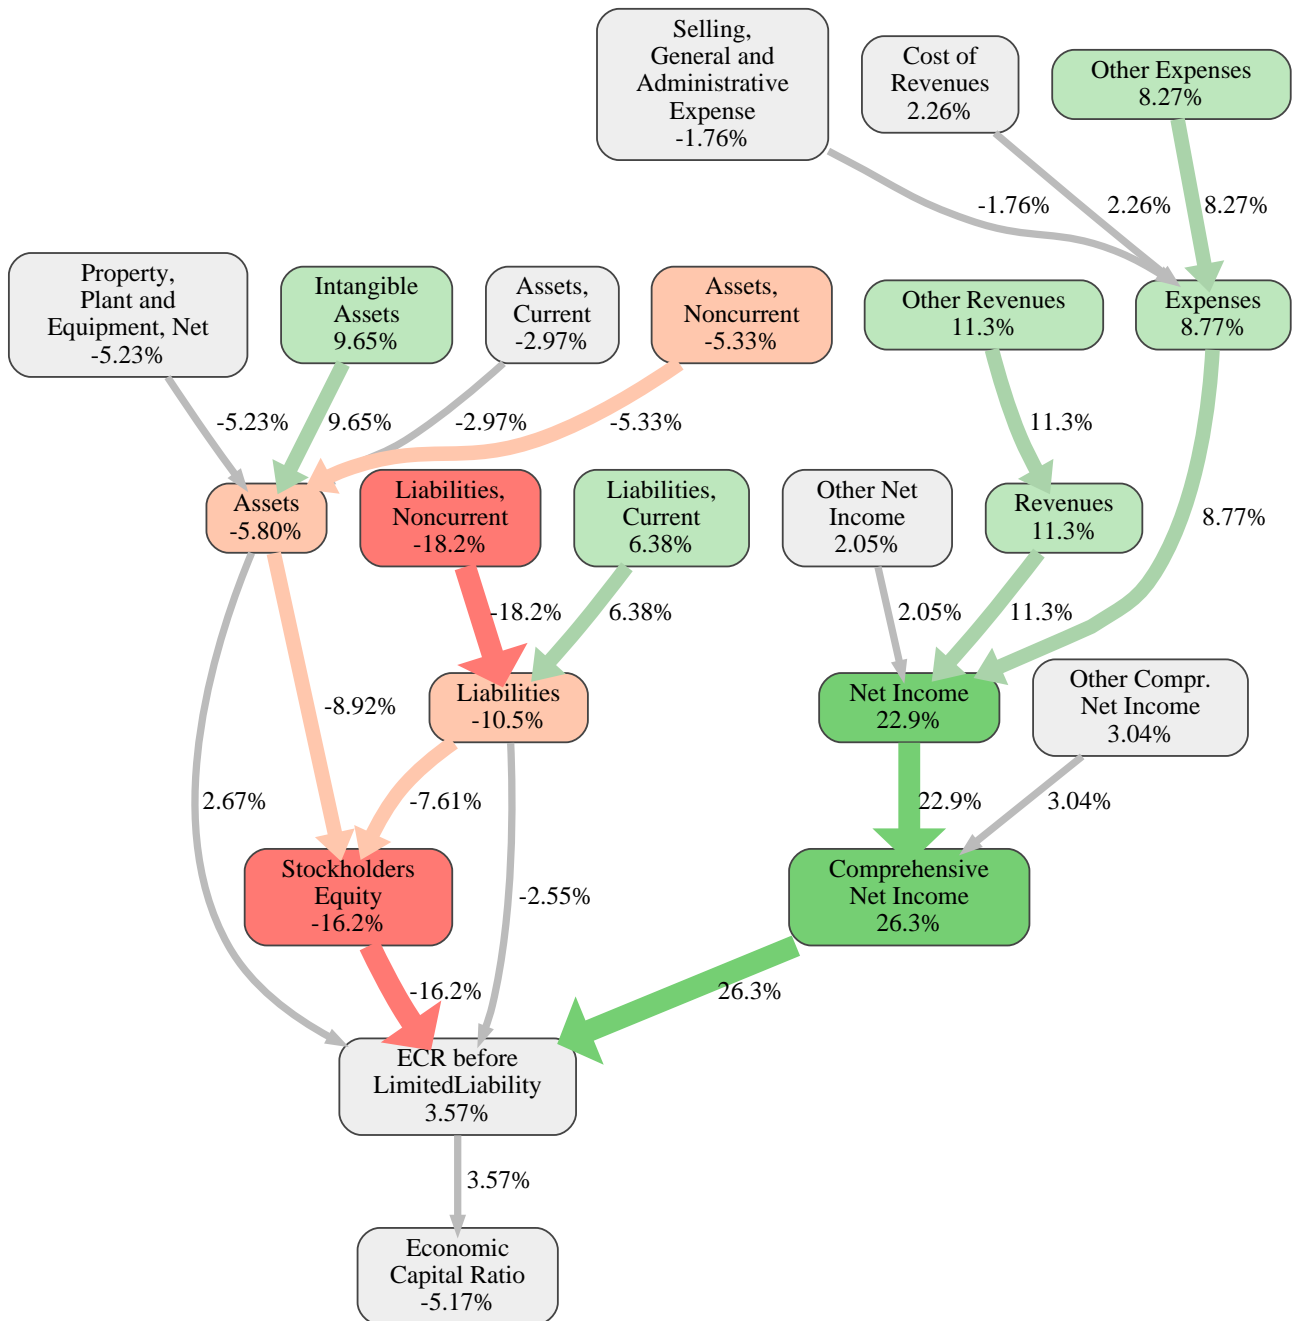 Selling,
General and
Administrative
Expense
-1.76%
Cost of
Revenues
2.26%
Other Expenses
8.27%
-1.76%
2.26%
8.27%
Property,
Plant and
Equipment, Net
-5.23%
Intangible
Assets
9.65%
Assets,
Current
-2.97%
Assets,
Noncurrent
-5.33%
Other Revenues
11.3%
Expenses
8.77%
-5.23%
9.65%
-2.97%
-5.33%
11.3%
Assets
-5.80%
Liabilities,
Noncurrent
-18.2%
Liabilities,
Current
6.38%
Other Net
Income
2.05%
Revenues
11.3%
8.77%
-18.2%
6.38%
2.05%
11.3%
Liabilities
-10.5%
Net Income
22.9%
Other Compr.
Net Income
3.04%
-8.92%
2.67%
-7.61%
22.9%
3.04%
Stockholders
Equity
-16.2%
-2.55%
Comprehensive
Net Income
26.3%
-16.2%
26.3%
ECR before
LimitedLiability
3.57%
3.57%
Economic
Capital Ratio
-5.17%